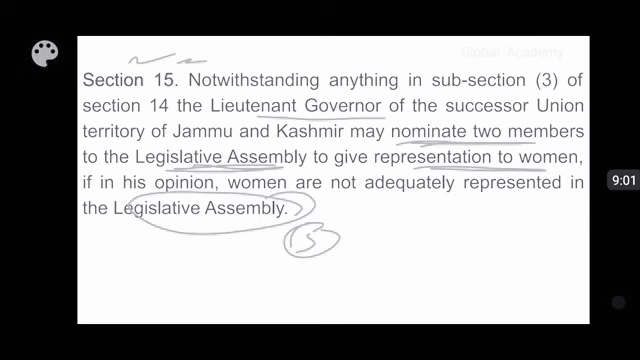 Global Academy
Section 15. Notwithstanding anything in sub-section (3) of
section 14 the Lieutenant Governor of the successor Union
territory of Jammu and Kashmir may nominate two members
to the Legislative Assembly to give representation to women,
if in his opinion, women are not adequately represented in
the Legislative Assembly.
9:01